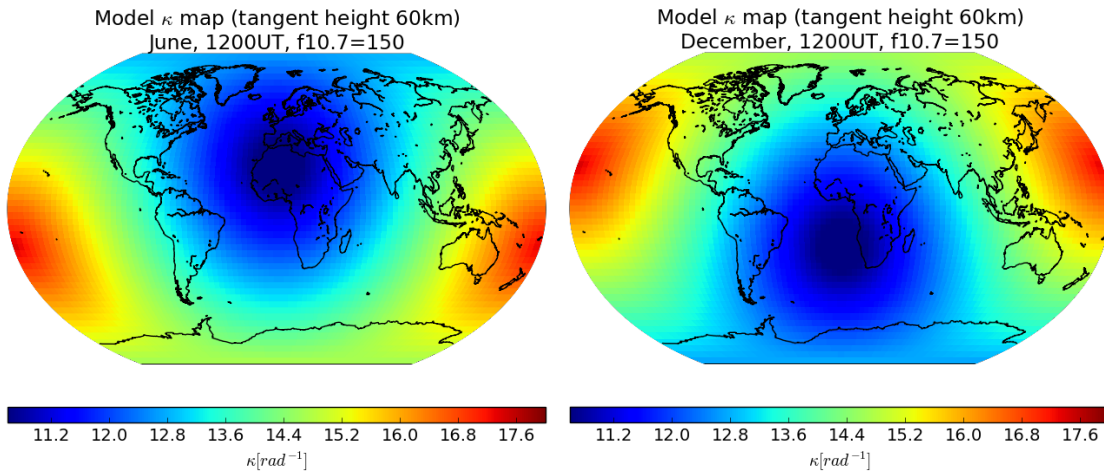 Model κ map (tangent height 60km)
June, 1200UT, f10.7=150
11.2 12.0 12.8 13.6 14.4 15.2 16.0 16.8 17.6
κ[rad⁻¹]
Model κ map (tangent height 60km)
December, 1200UT, f10.7=150
11.2 12.0 12.8 13.6 14.4 15.2 16.0 16.8 17.6
κ[rad⁻¹]